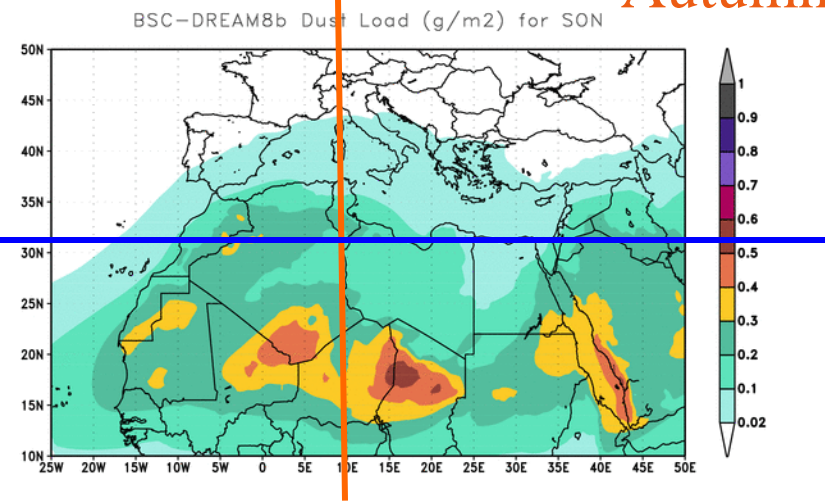 Autumn
BSC-DREAM8b Dust Load (g/m2) for SON
50N
45N
40N
35N
30N
25N
20N
15N
10N
25W 20W 15W 10W 5W 0 5E 10E 15E 20E 25E 30E 35E 40E 45E 50E
1
0.9
0.8
0.7
0.6
0.5
0.4
0.3
0.2
0.1
0.02